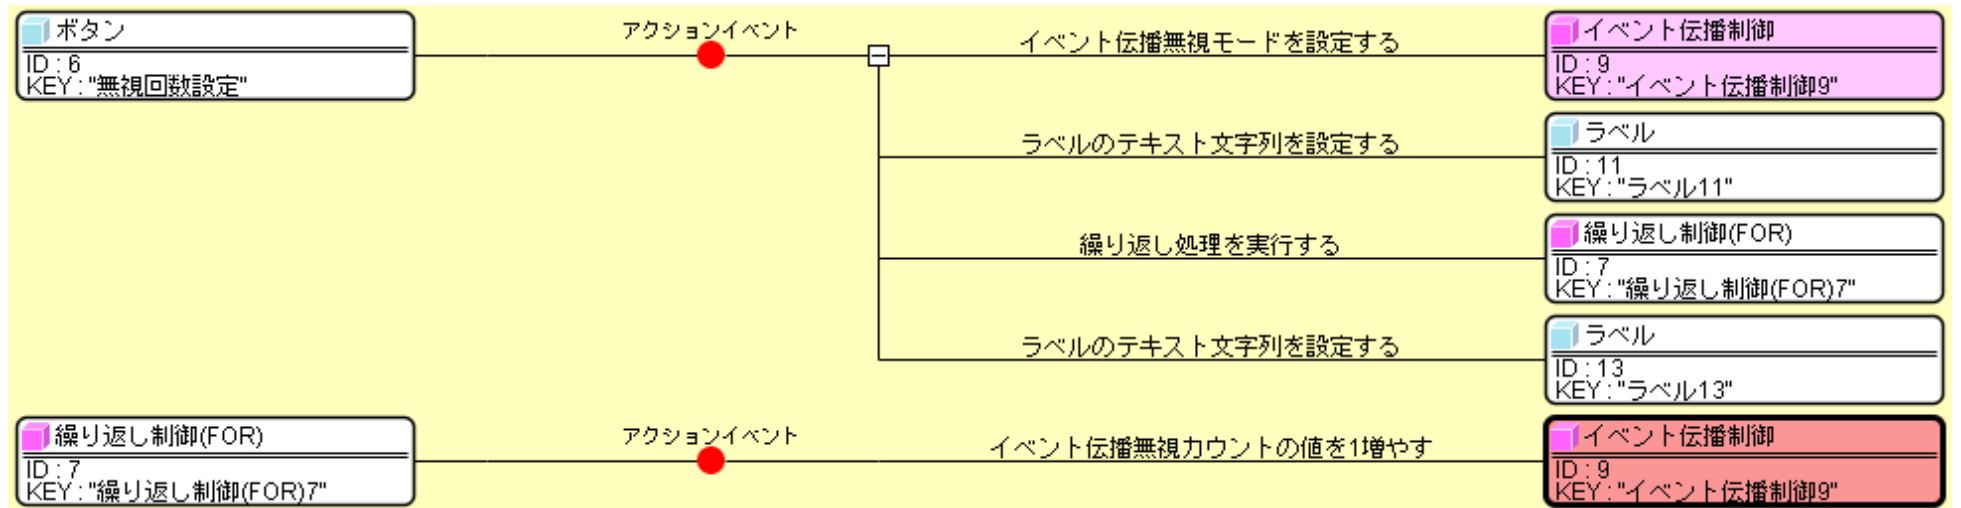 ボタン
ID : 6
KEY : "無視回数設定"
アクションイベント
イベント伝播無視モードを設定する
イベント伝播制御
ID : 9
KEY : "イベント伝播制御9"
ラベルのテキスト文字列を設定する
ラベル
ID : 11
KEY : "ラベル11"
繰り返し処理を実行する
繰り返し制御(FOR)
ID : 7
KEY : "繰り返し制御(FOR)7"
ラベルのテキスト文字列を設定する
ラベル
ID : 13
KEY : "ラベル13"
繰り返し制御(FOR)
ID : 7
KEY : "繰り返し制御(FOR)7"
アクションイベント
イベント伝播無視カウントの値を1増やす
イベント伝播制御
ID : 9
KEY : "イベント伝播制御9"